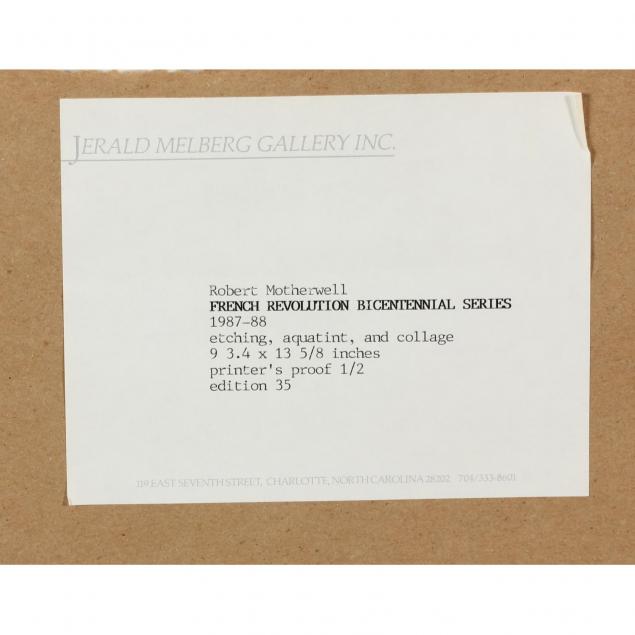 JERALD MELBERG GALLERY INC.
Robert Motherwell
FRENCH REVOLUTION BICENTENNIAL SERIES
1987-88
etching, aquatint, and collage
9 3.4 x 13 5/8 inches
printer's proof 1/2
edition 35
119 EAST SEVENTH STREET, CHARLOTTE, NORTH CAROLINA 28202 704/333-8601